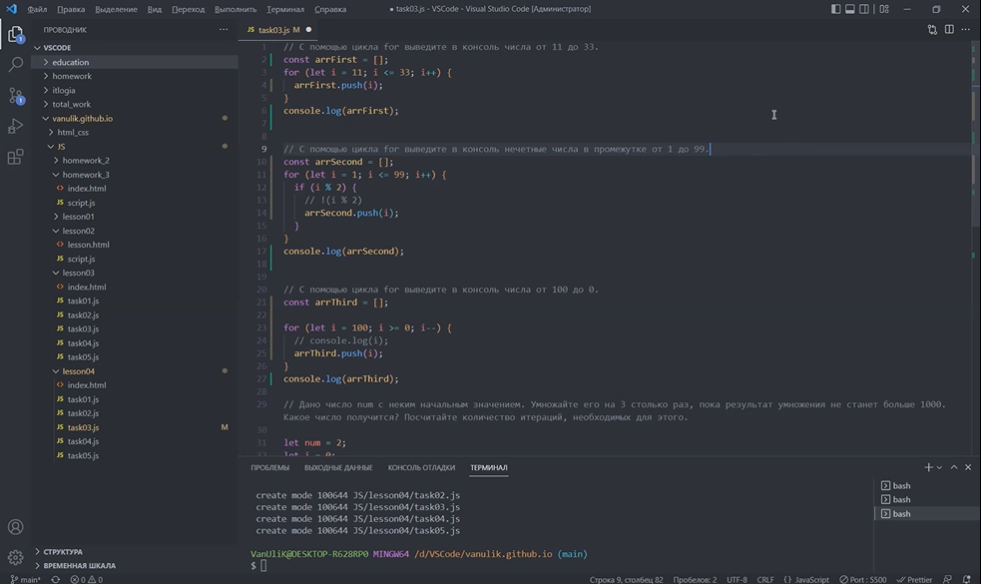 Файл Правка Выделение Вид Переход Выполнить Терминал Справка
● task03.js - VSCode - Visual Studio Code [Администратор]
ПРОВОДНИК
VSCODE
education
homework
itlogia
total_work
vanulik.github.io
html_css
JS
homework_2
homework_3
index.html
script.js
lesson01
lesson02
lesson.html
script.js
lesson03
index.html
task01.js
task02.js
task03.js
task04.js
task05.js
lesson04
index.html
task01.js
task02.js
task03.js M
task04.js
task05.js
СТРУКТУРА
ВРЕМЕННАЯ ШКАЛА
JS task03.js M ●
1 // С помощью цикла for выведите в консоль числа от 11 до 33.
2 const arrFirst = [];
3 for (let i = 11; i <= 33; i++) {
4 arrFirst.push(i);
5 }
6 console.log(arrFirst);
7
8
9 // С помощью цикла for выведите в консоль нечетные числа в промежутке от 1 до 99.
10 const arrSecond = [];
11 for (let i = 1; i <= 99; i++) {
12 if (i % 2) {
13 // !(i % 2)
14 arrSecond.push(i);
15 }
16 }
17 console.log(arrSecond);
18
19
20 // С помощью цикла for выведите в консоль числа от 100 до 0.
21 const arrThird = [];
22
23 for (let i = 100; i >= 0; i--) {
24 // console.log(i);
25 arrThird.push(i);
26 }
27 console.log(arrThird);
28
29 // Дано число num с неким начальным значением. Умножайте его на 3 столько раз, пока результат умножения не станет больше 1000.
Какое число получится? Посчитайте количество итераций, необходимых для этого.
30
31 let num = 2;
let i = 0;
ПРОБЛЕМЫ ВЫХОДНЫЕ ДАННЫЕ КОНСОЛЬ ОТЛАДКИ ТЕРМИНАЛ
create mode 100644 JS/lesson04/task02.js
create mode 100644 JS/lesson04/task03.js
create mode 100644 JS/lesson04/task04.js
create mode 100644 JS/lesson04/task05.js
VanUliK@DESKTOP-R628RP0 MINGW64 /d/VSCode/vanulik.github.io (main)
$
bash
bash
bash
main* 0 0 Строка 9, столбец 82 Пробелов: 2 UTF-8 CRLF {} JavaScript Port : 5500 Prettier